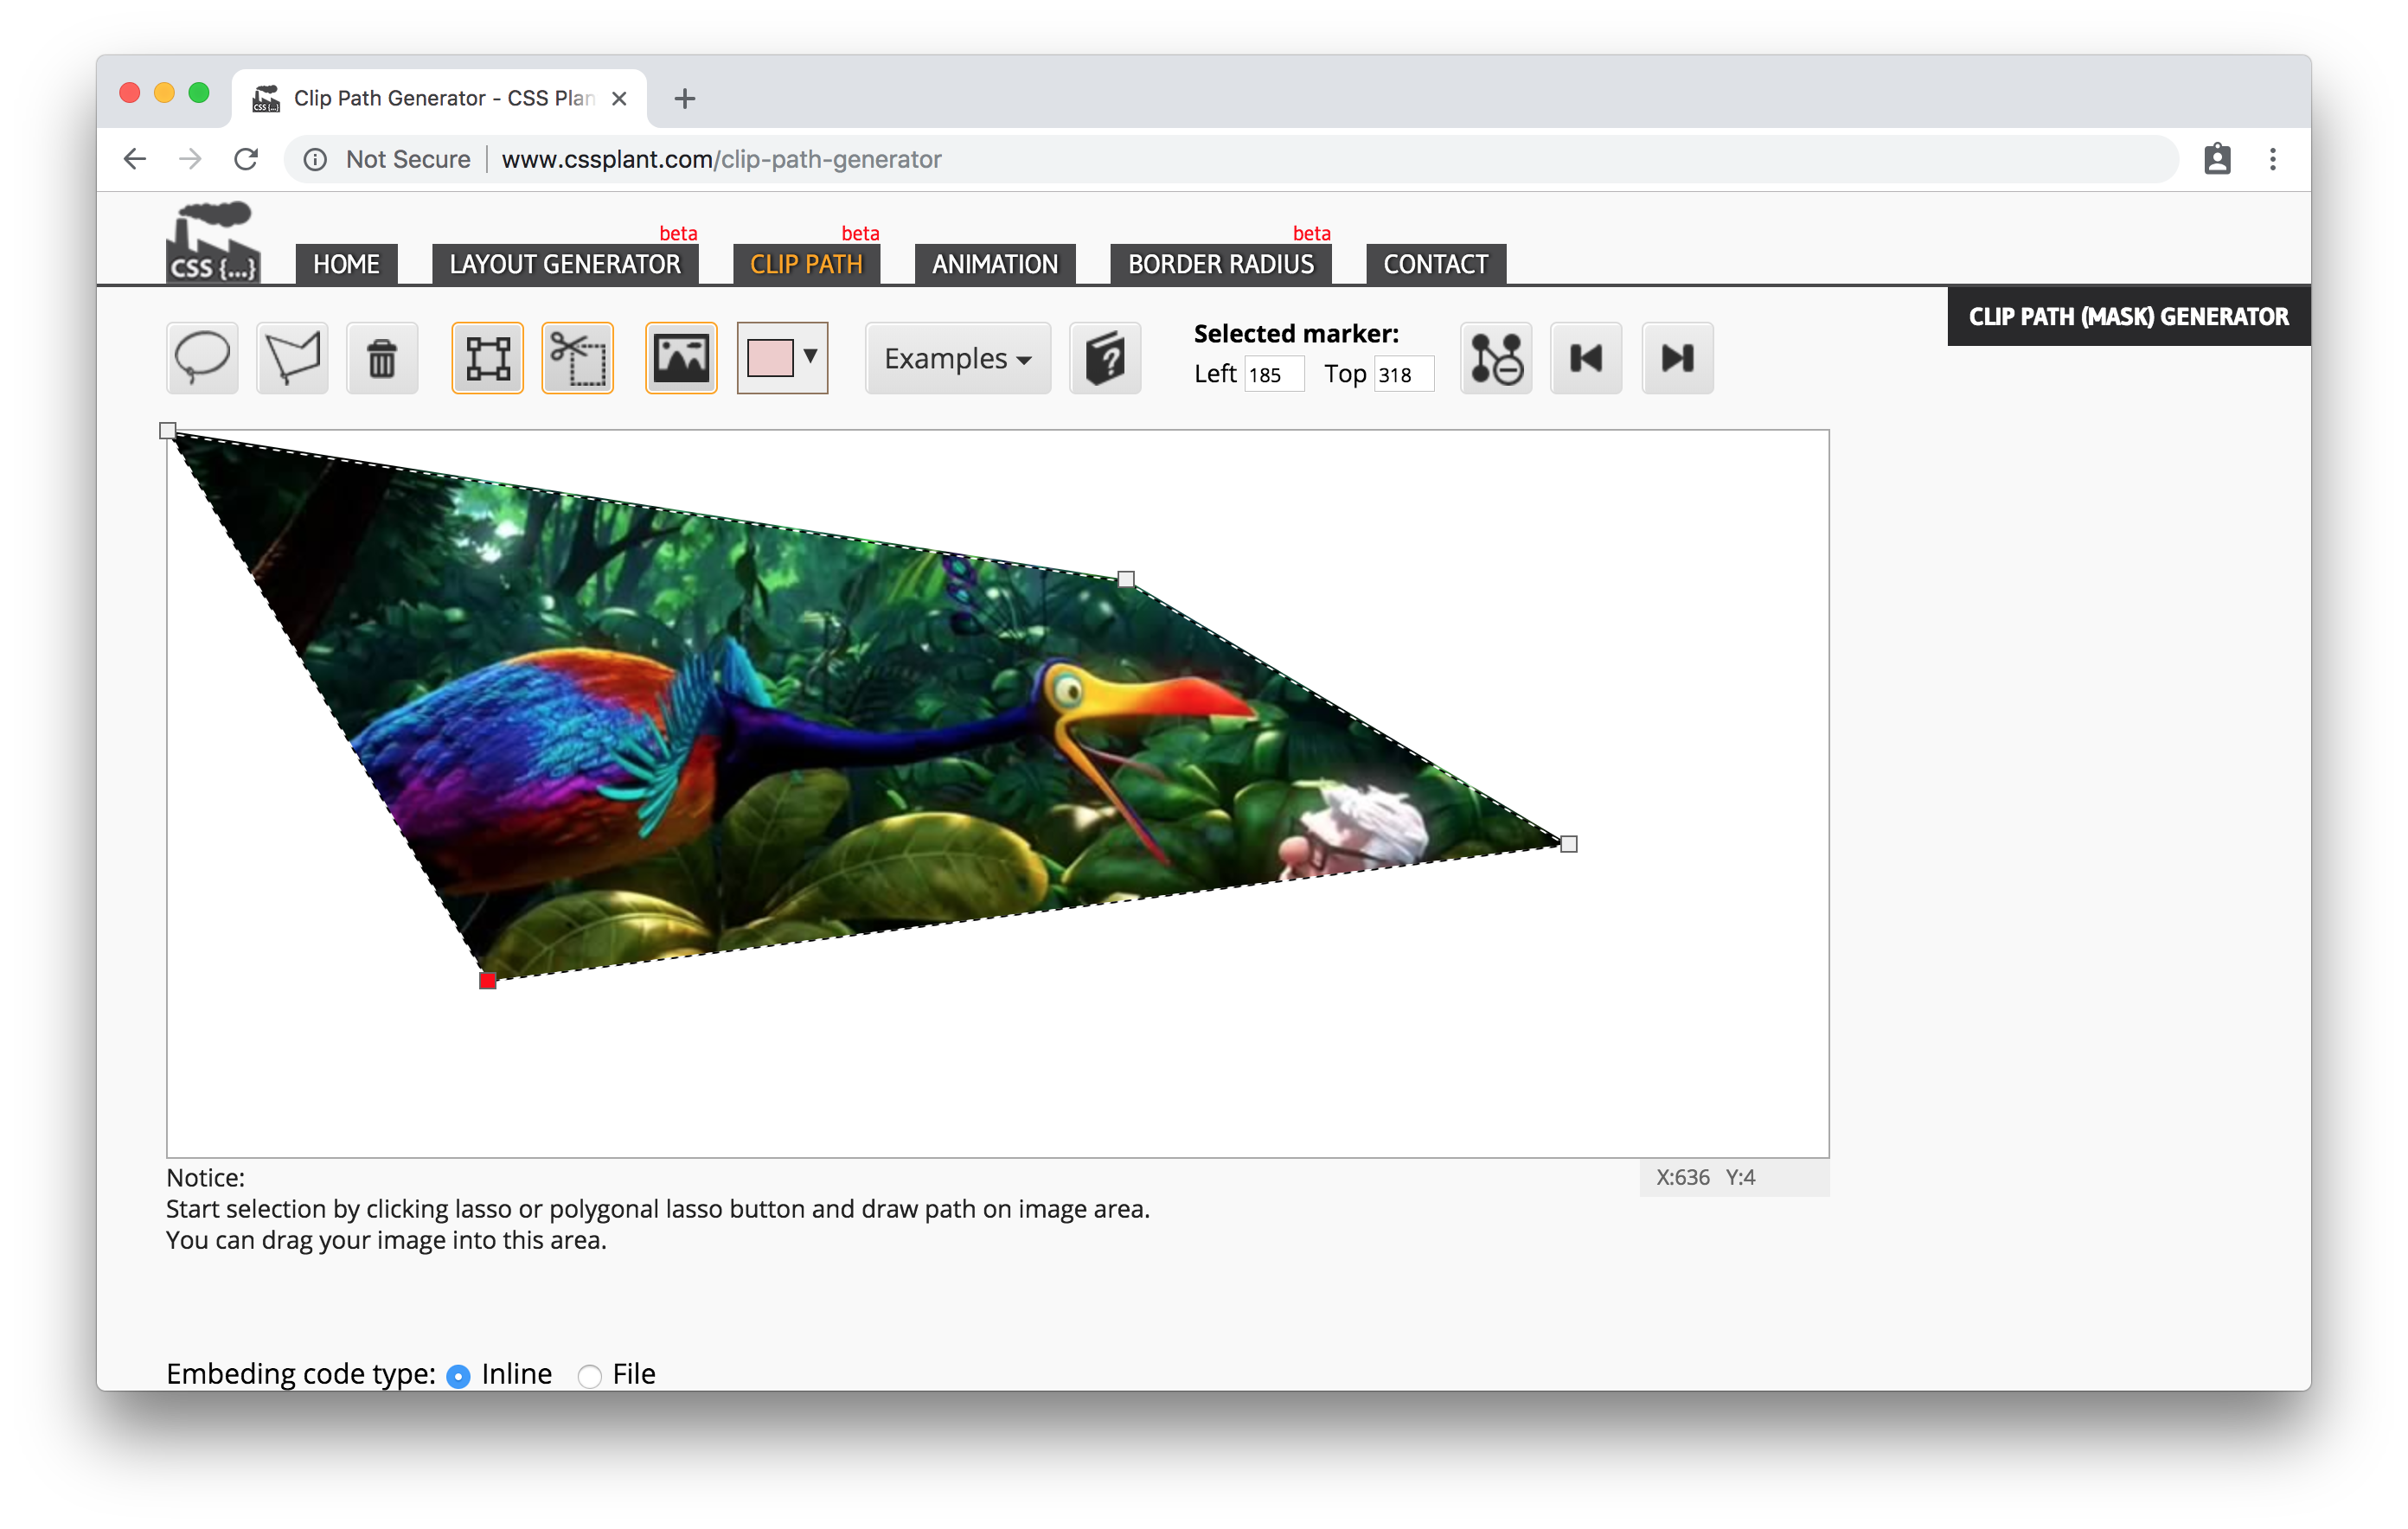 Clip Path Generator - CSS Plan
Not Secure www.cssplant.com/clip-path-generator
CSS {...}
HOME
LAYOUT GENERATOR
beta
CLIP PATH
beta
ANIMATION
BORDER RADIUS
beta
CONTACT
CLIP PATH (MASK) GENERATOR
Examples
Selected marker:
Left 185 Top 318
X:636 Y:4
Notice:
Start selection by clicking lasso or polygonal lasso button and draw path on image area.
You can drag your image into this area.
Embeding code type: Inline File